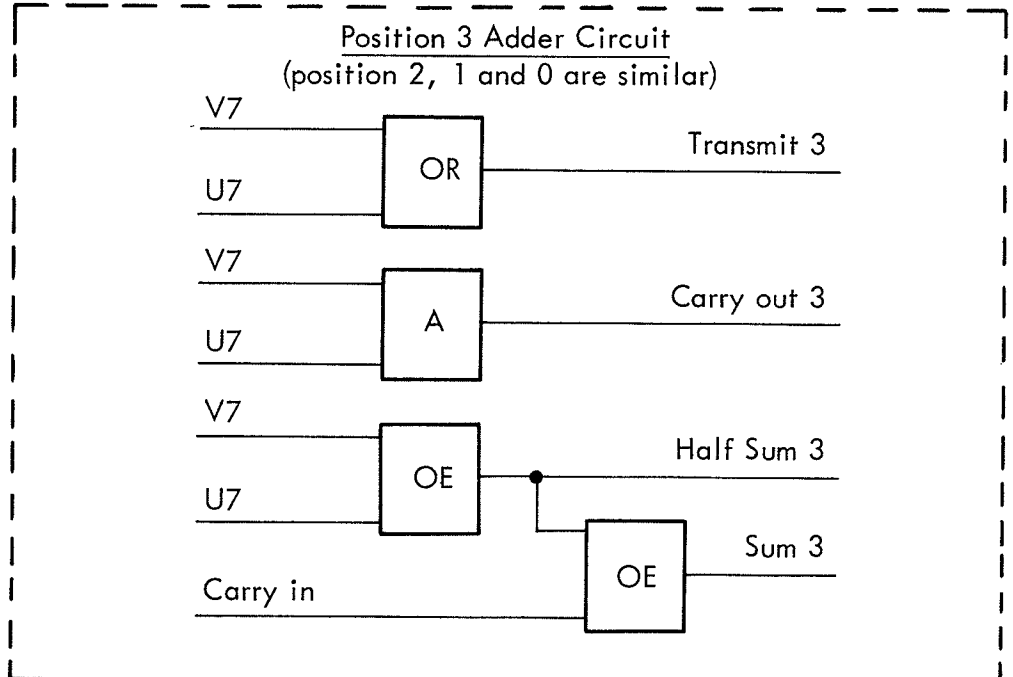 Position 3 Adder Circuit
(position 2, 1 and 0 are similar)
V7
U7
OR
Transmit 3
V7
U7
A
Carry out 3
V7
U7
OE
Half Sum 3
Carry in
OE
Sum 3